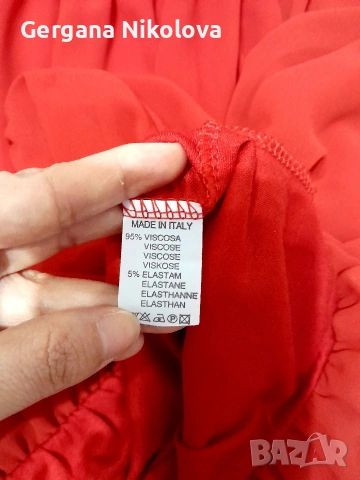 Gergana Nikolova
MADE IN ITALY
95% VISCOSA
VISCOSE
VISCOSE
VISKOSE
5% ELASTAM
ELASTANE
ELASTHANNE
ELASTHAN
BAZAR